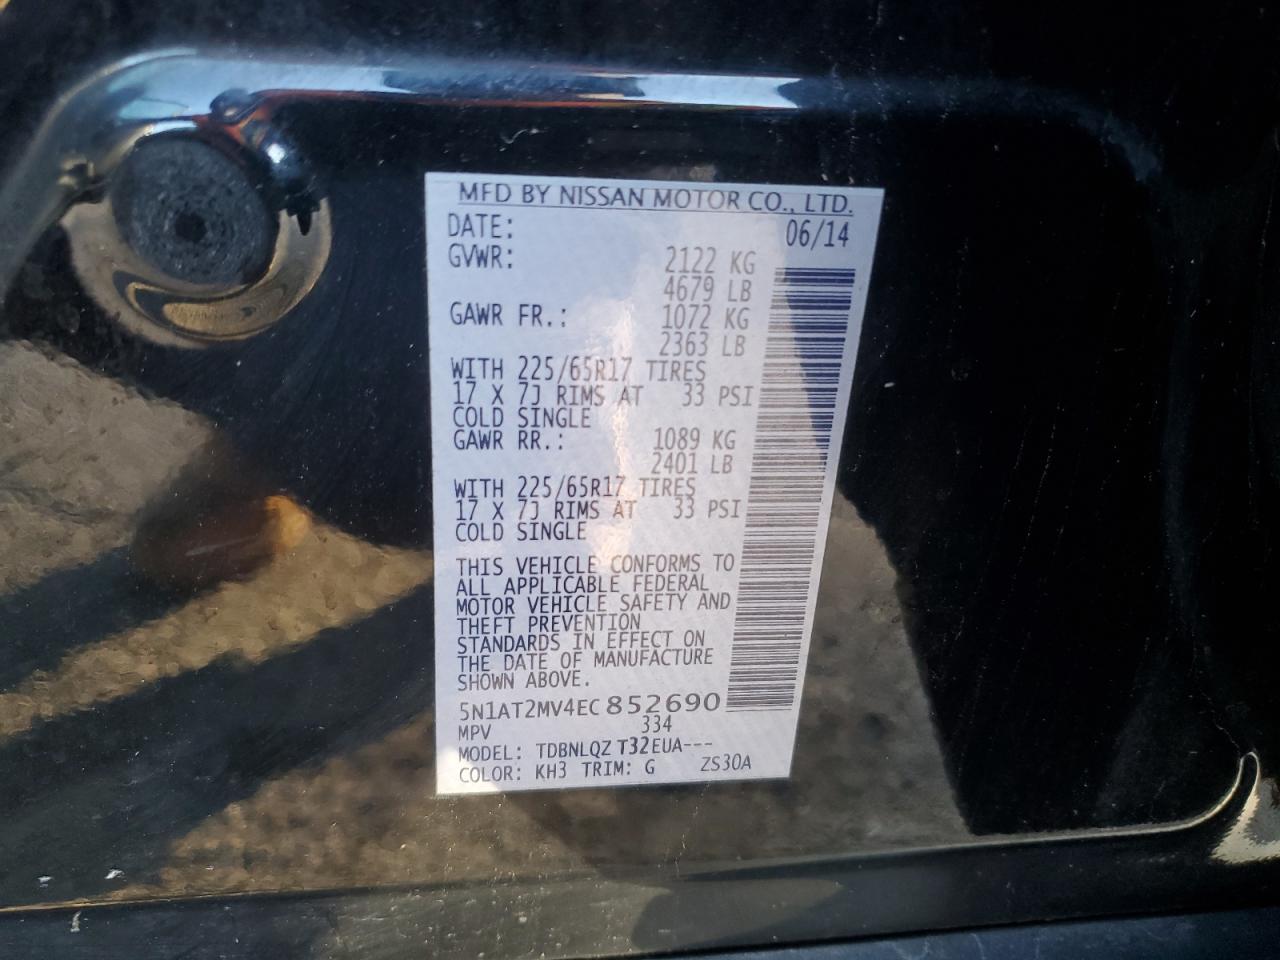 MFD BY NISSAN MOTOR CO., LTD.
DATE: 06/14
GVWR: 2122 KG
4679 LB
GAWR FR.: 1072 KG
2363 LB
WITH 225/65R17 TIRES
17 X 7J RIMS AT 33 PSI
COLD SINGLE
GAWR RR.: 1089 KG
2401 LB
WITH 225/65R17 TIRES
17 X 7J RIMS AT 33 PSI
COLD SINGLE
THIS VEHICLE CONFORMS TO
ALL APPLICABLE FEDERAL
MOTOR VEHICLE SAFETY AND
THEFT PREVENTION
STANDARDS IN EFFECT ON
THE DATE OF MANUFACTURE
SHOWN ABOVE.
5N1AT2MV4EC852690
MPV 334
MODEL: TDBNLQZ T32EUA---
COLOR: KH3 TRIM: G ZS30A